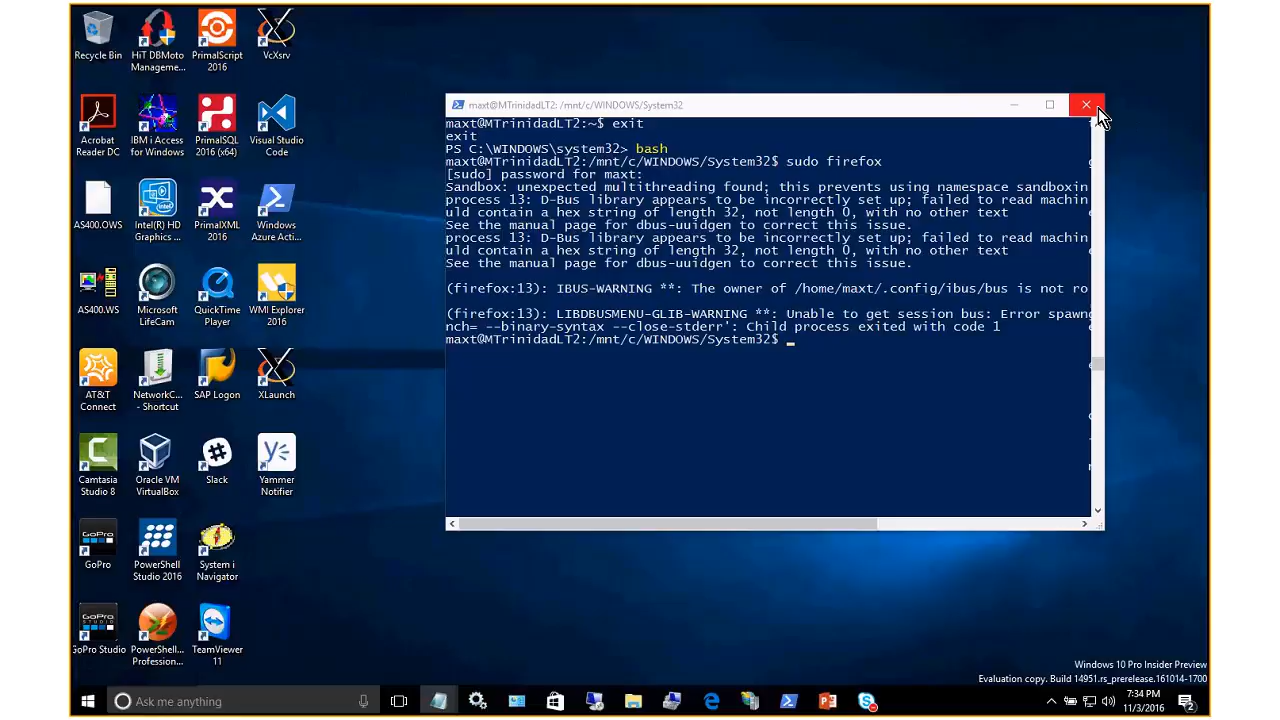 Recycle Bin
HiT DBMoto
Manageme...
PrimalScript
2016
VcXsrv
Acrobat
Reader DC
IBM i Access
for Windows
PrimalSQL
2016 (x64)
Visual Studio
Code
AS400.OWS
Intel(R) HD
Graphics ...
PrimalXML
2016
Windows
Azure Acti...
AS400.WS
Microsoft
LifeCam
QuickTime
Player
WMI Explorer
2016
AT&T
Connect
NetworkC...
- Shortcut
SAP Logon
XLaunch
Camtasia
Studio 8
Oracle VM
VirtualBox
Slack
Yammer
Notifier
GoPro
PowerShell
Studio 2016
System i
Navigator
GoPro Studio
PowerShell...
Profession...
TeamViewer
11
maxt@MTrinidadLT2: /mnt/c/WINDOWS/System32
maxt@MTrinidadLT2:~$ exit
exit
PS C:\WINDOWS\system32> bash
maxt@MTrinidadLT2:/mnt/c/WINDOWS/System32$ sudo firefox
[sudo] password for maxt:
Sandbox: unexpected multithreading found; this prevents using namespace sandboxin
process 13: D-Bus library appears to be incorrectly set up; failed to read machin
uld contain a hex string of length 32, not length 0, with no other text
See the manual page for dbus-uuidgen to correct this issue.
process 13: D-Bus library appears to be incorrectly set up; failed to read machin
uld contain a hex string of length 32, not length 0, with no other text
See the manual page for dbus-uuidgen to correct this issue.
(firefox:13): IBUS-WARNING **: The owner of /home/maxt/.config/ibus/bus is not ro
(firefox:13): LIBDBUSMENU-GLIB-WARNING **: Unable to get session bus: Error spawn
nch= --binary-syntax --close-stderr': Child process exited with code 1
maxt@MTrinidadLT2:/mnt/c/WINDOWS/System32$
Windows 10 Pro Insider Preview
Evaluation copy. Build 14951.rs_prerelease.161014-1700
Ask me anything
7:34 PM
11/3/2016
2